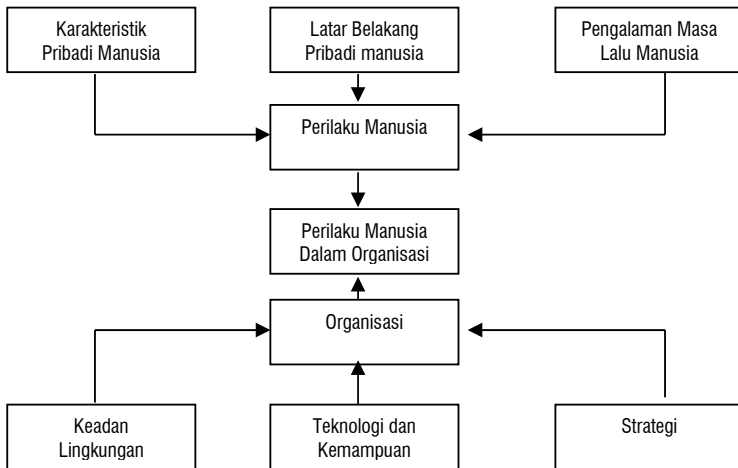 Karakteristik
Pribadi Manusia
Latar Belakang
Pribadi manusia
Pengalaman Masa
Lalu Manusia
Perilaku Manusia
Perilaku Manusia
Dalam Organisasi
Organisasi
Keadan
Lingkungan
Teknologi dan
Kemampuan
Strategi